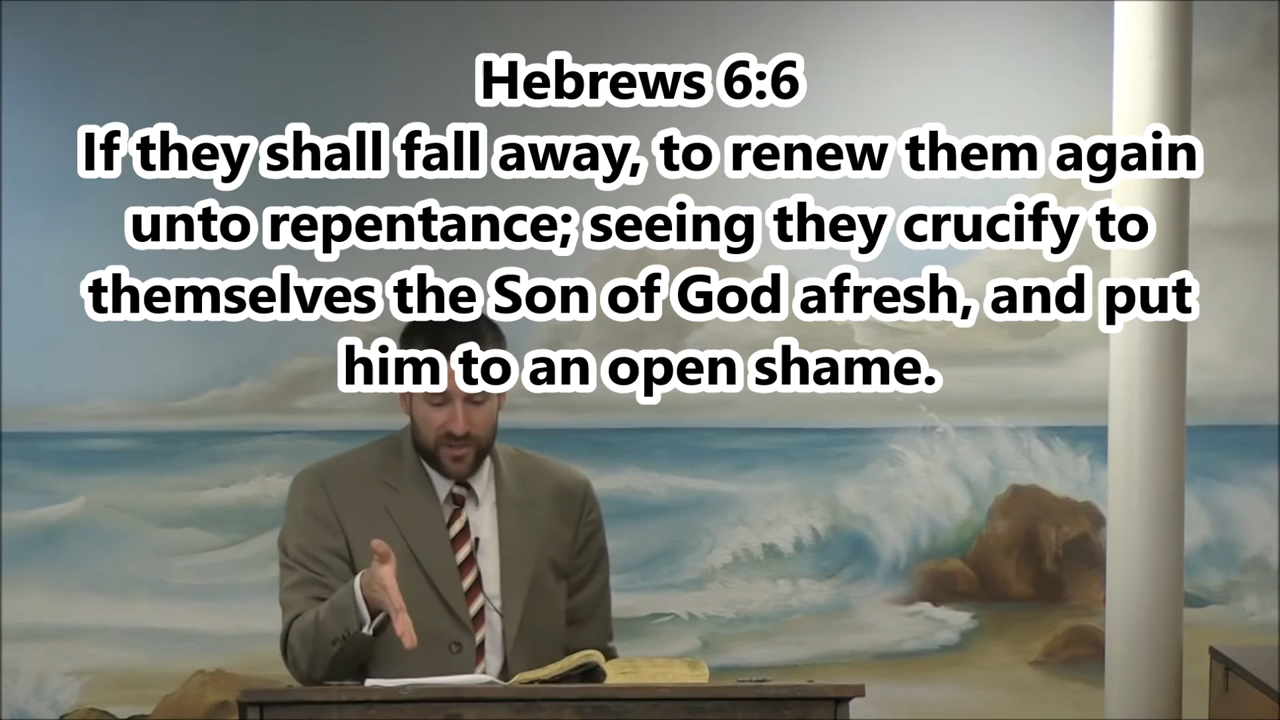 Hebrews 6:6
If they shall fall away, to renew them again
unto repentance; seeing they crucify to
themselves the Son of God afresh, and put
him to an open shame.